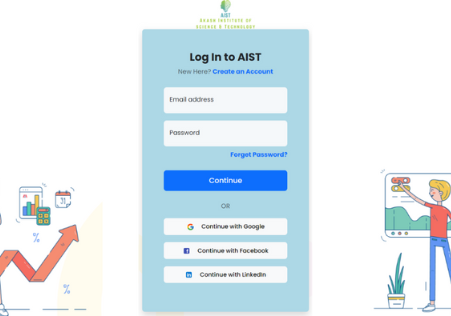 AIST
ASSAM INSTITUTE OF
SCIENCE & TECHNOLOGY
Log In to AIST
New Here? Create an Account
Email address
Password
Forget Password?
Continue
OR
Continue with Google
Continue with Facebook
Continue with Linkedin
31
%
%